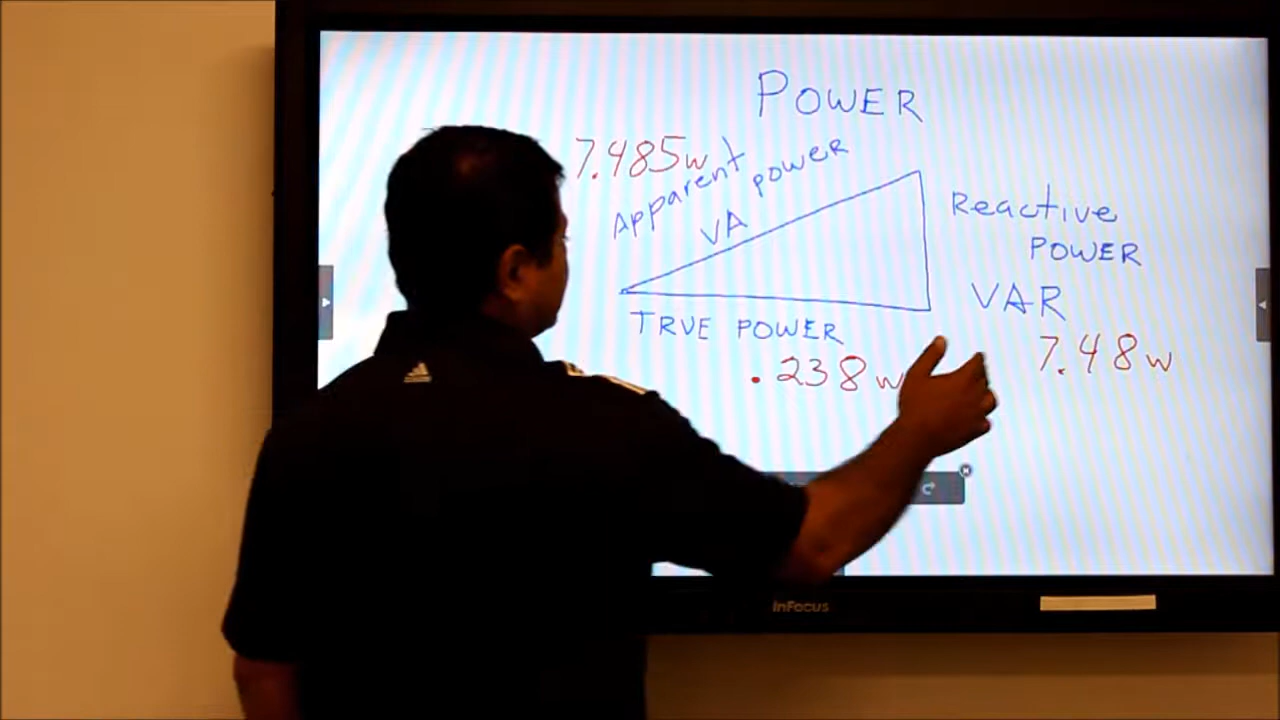 POWER
7.485w
Apparent power
VA
Reactive
POWER
VAR
TRUE POWER
7.48w
.238w
InFocus